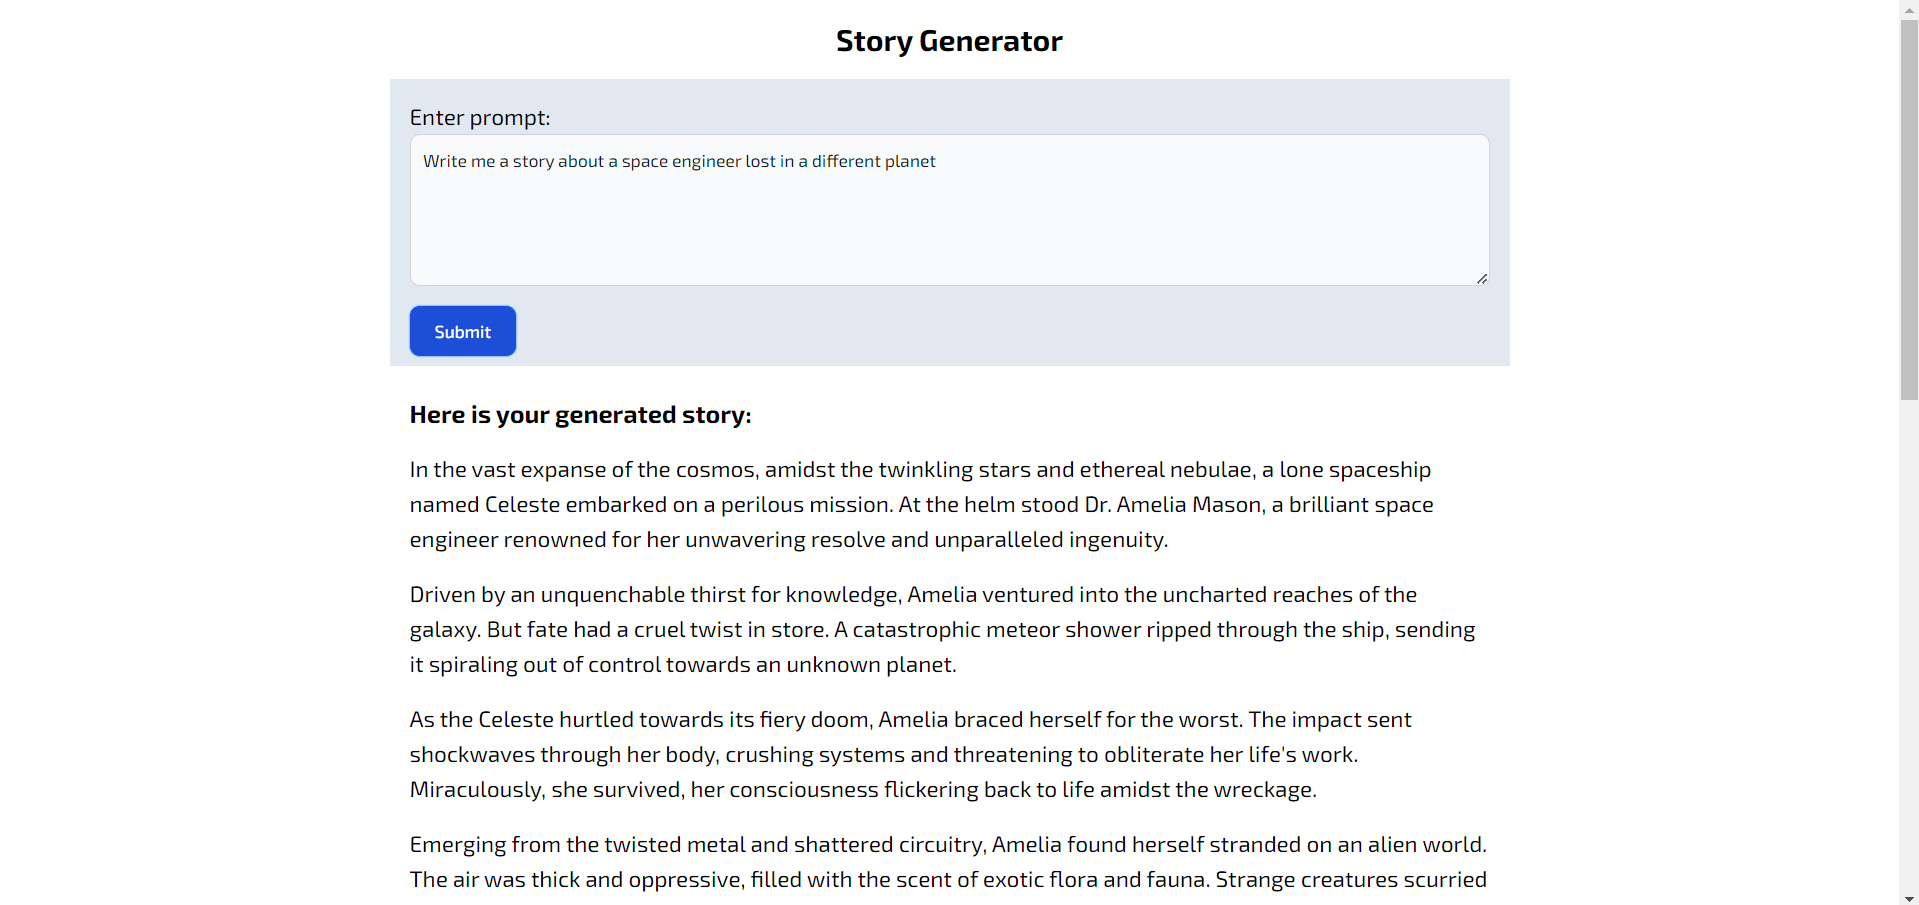 Story Generator
Enter prompt:
Write me a story about a space engineer lost in a different planet
Submit
Here is your generated story:
In the vast expanse of the cosmos, amidst the twinkling stars and ethereal nebulae, a lone spaceship
named Celeste embarked on a perilous mission. At the helm stood Dr. Amelia Mason, a brilliant space
engineer renowned for her unwavering resolve and unparalleled ingenuity.
Driven by an unquenchable thirst for knowledge, Amelia ventured into the uncharted reaches of the
galaxy. But fate had a cruel twist in store. A catastrophic meteor shower ripped through the ship, sending
it spiraling out of control towards an unknown planet.
As the Celeste hurtled towards its fiery doom, Amelia braced herself for the worst. The impact sent
shockwaves through her body, crushing systems and threatening to obliterate her life's work.
Miraculously, she survived, her consciousness flickering back to life amidst the wreckage.
Emerging from the twisted metal and shattered circuitry, Amelia found herself stranded on an alien world.
The air was thick and oppressive, filled with the scent of exotic flora and fauna. Strange creatures scurried